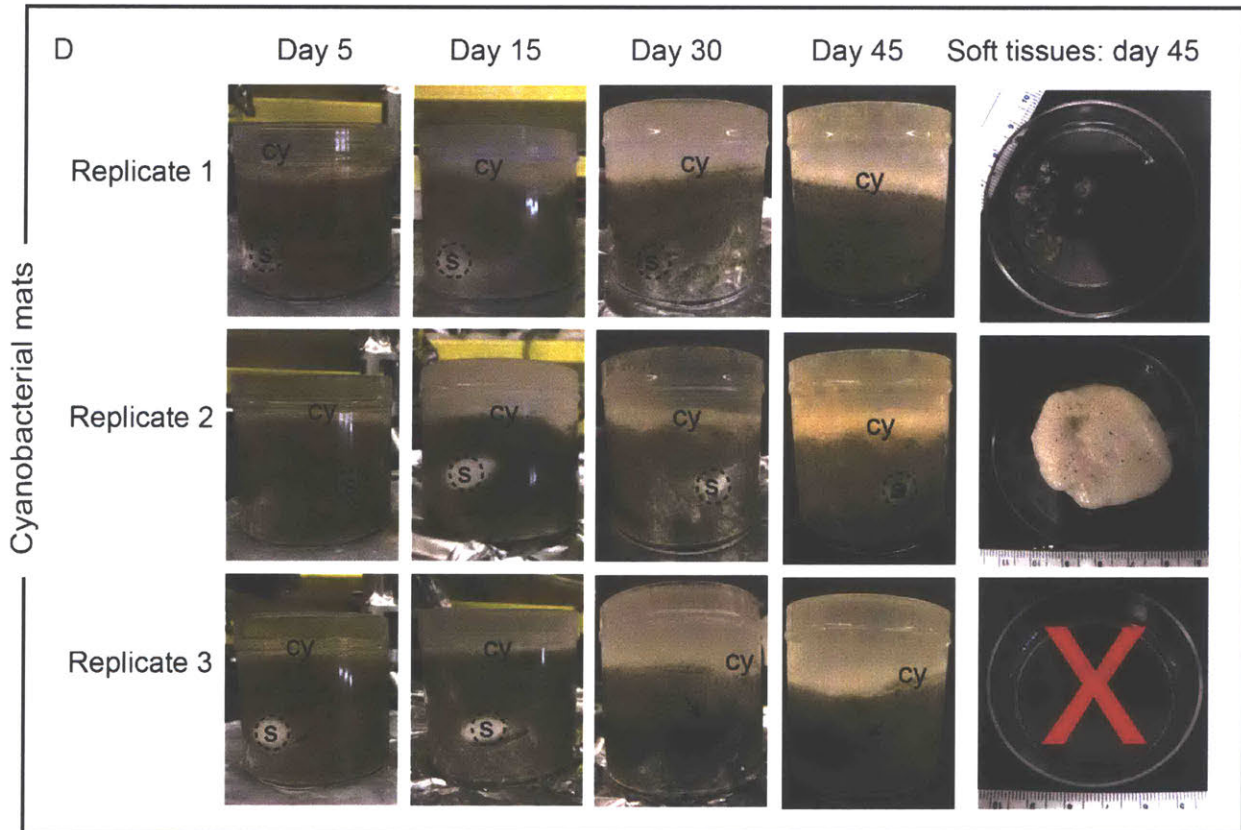 D
Day 5
Day 15
Day 30
Day 45
Soft tissues: day 45
Cyanobacterial mats
Replicate 1
cy
cy
cy
cy
s
s
s
Replicate 2
cy
cy
cy
cy
s
s
s
Replicate 3
cy
cy
cy
cy
s
s
X